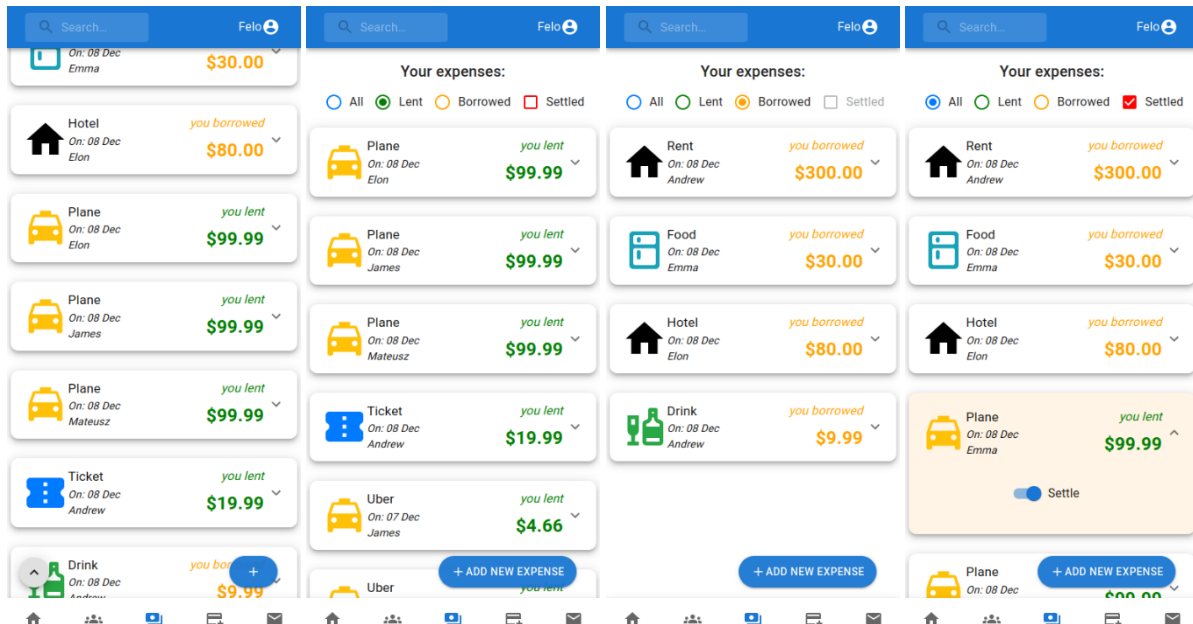 Search...
Felo
On: 08 Dec
Emma
$30.00
Hotel
you borrowed
On: 08 Dec
$80.00
Elon
Plane
you lent
On: 08 Dec
$99.99
Elon
Plane
you lent
On: 08 Dec
$99.99
James
Plane
you lent
On: 08 Dec
$99.99
Mateusz
Ticket
you lent
On: 08 Dec
$19.99
Andrew
Drink
On: 08 Dec
+
$9.99
Andrew
Search...
Felo
Your expenses:
All Lent Borrowed Settled
Plane
you lent
On: 08 Dec
$99.99
Elon
Plane
you lent
On: 08 Dec
$99.99
James
Plane
you lent
On: 08 Dec
$99.99
Mateusz
Ticket
you lent
On: 08 Dec
$19.99
Andrew
Uber
you lent
On: 07 Dec
$4.66
James
+ ADD NEW EXPENSE
Uber
you lent
Search...
Felo
Your expenses:
All Lent Borrowed Settled
Rent
you borrowed
On: 08 Dec
$300.00
Andrew
Food
you borrowed
On: 08 Dec
$30.00
Emma
Hotel
you borrowed
On: 08 Dec
$80.00
Elon
Drink
you borrowed
On: 08 Dec
$9.99
Andrew
+ ADD NEW EXPENSE
Search...
Felo
Your expenses:
All Lent Borrowed Settled
Rent
you borrowed
On: 08 Dec
$300.00
Andrew
Food
you borrowed
On: 08 Dec
$30.00
Emma
Hotel
you borrowed
On: 08 Dec
$80.00
Elon
Plane
you lent
On: 08 Dec
$99.99
Emma
Settle
Plane
+ ADD NEW EXPENSE
On: 08 Dec
$99.99